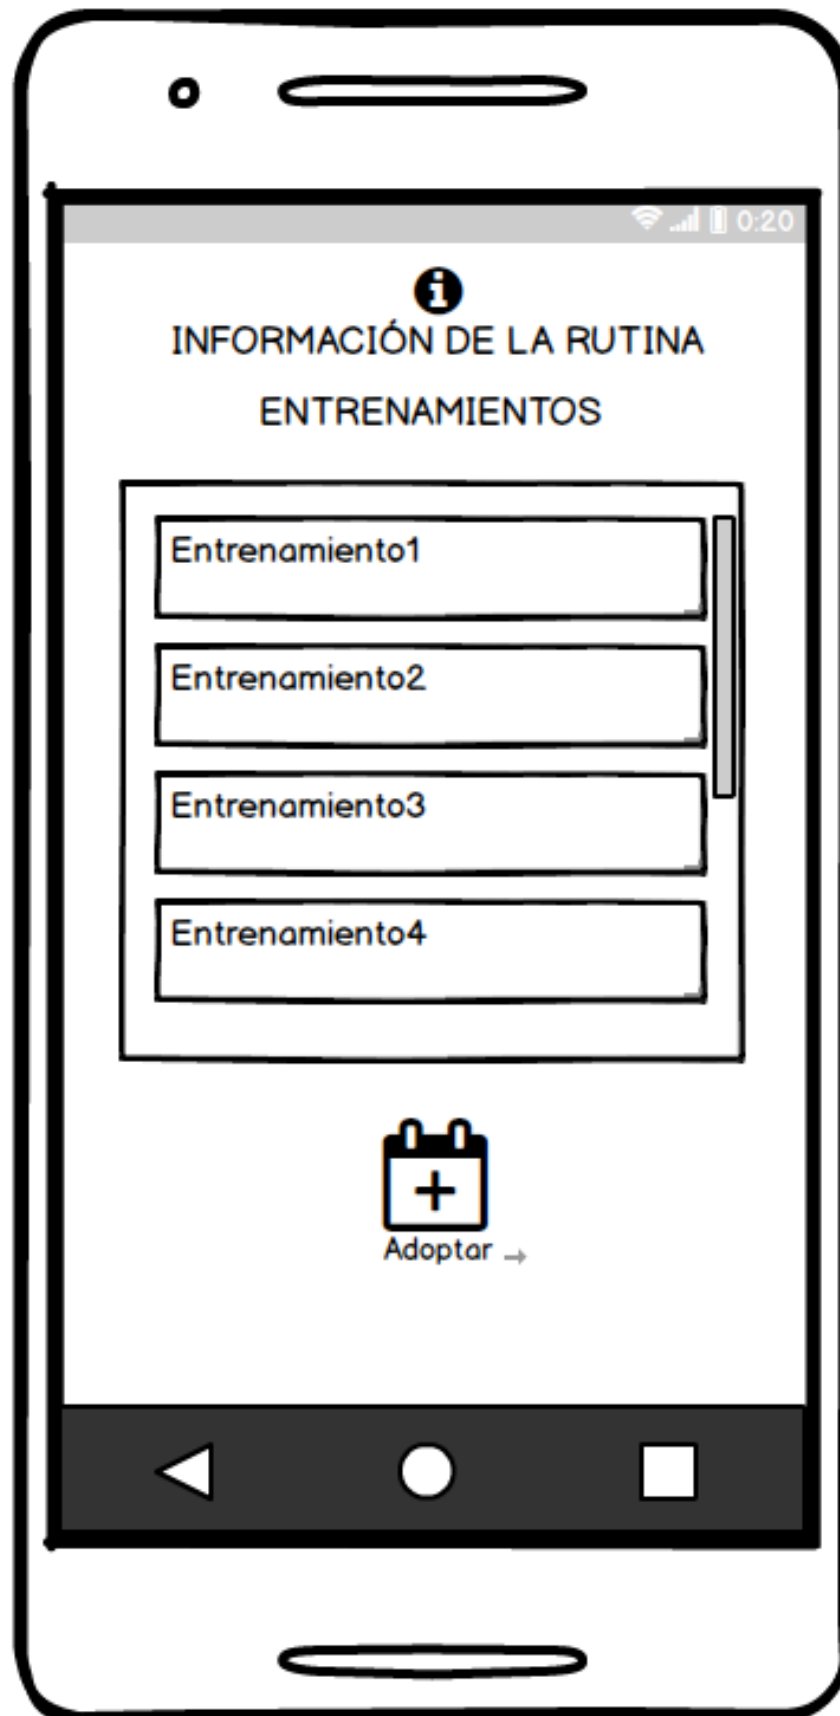 0:20
INFORMACIÓN DE LA RUTINA
ENTRENAMIENTOS
Entrenamiento1
Entrenamiento2
Entrenamiento3
Entrenamiento4
Adoptar